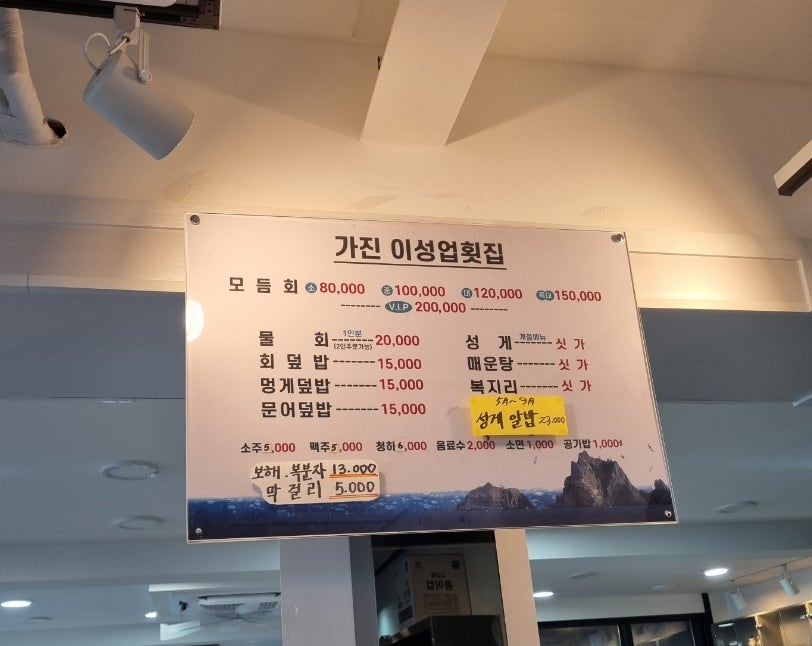 가진 이성업횟집
모 듬 회 소 80,000 중 100,000 대 120,000 특대 150,000
-------- V.I.P 200,000 --------
물 회 1인분 (2인주문가능) 20,000 성 게 계절메뉴 싯 가
회 덮 밥 ------- 15,000 매운탕 ------- 싯 가
멍게덮밥 ------- 15,000 복지리 ------- 싯 가
문어덮밥 ------- 15,000
5月~9月
성게 알밥 23.000
소주 5,000 맥주 5,000 청하 6,000 음료수 2,000 소면 1,000 공기밥 1,000
보해.복분자 13.000
막걸리 5.000
종이컵